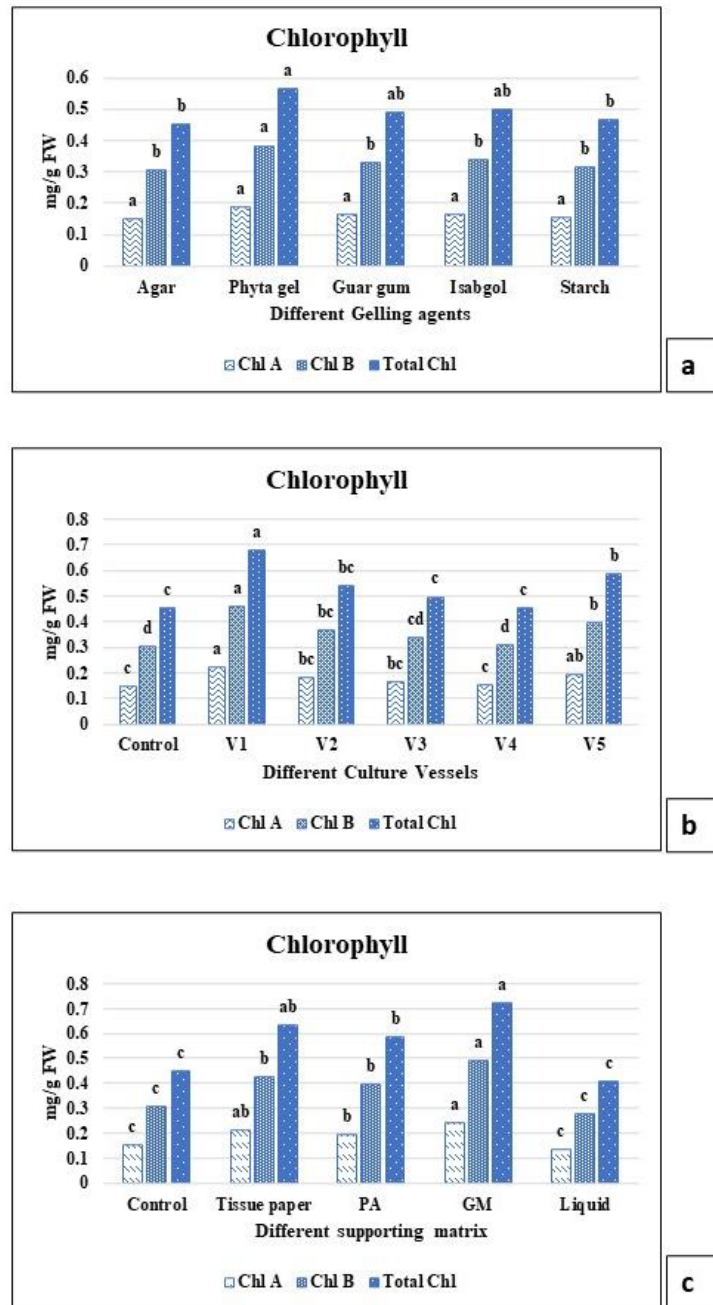 Chlorophyll
0.6
0.5
0.4
0.3
0.2
0.1
0
mg/g FW
a b b
a a a
a b ab
a b ab
a b b
Agar Phyta gel Guar gum Isabgol Starch
Different Gelling agents
Chl A Chl B Total Chl
a
Chlorophyll
0.8
0.7
0.6
0.5
0.4
0.3
0.2
0.1
0
mg/g FW
c d c
a a a
bc bc bc
bc cd c
c d c
ab b b
Control V1 V2 V3 V4 V5
Different Culture Vessels
Chl A Chl B Total Chl
b
Chlorophyll
0.8
0.7
0.6
0.5
0.4
0.3
0.2
0.1
0
mg/g FW
c c c
ab b ab
b b b
a a a
c c c
Control Tissue paper PA GM Liquid
Different supporting matrix
Chl A Chl B Total Chl
c